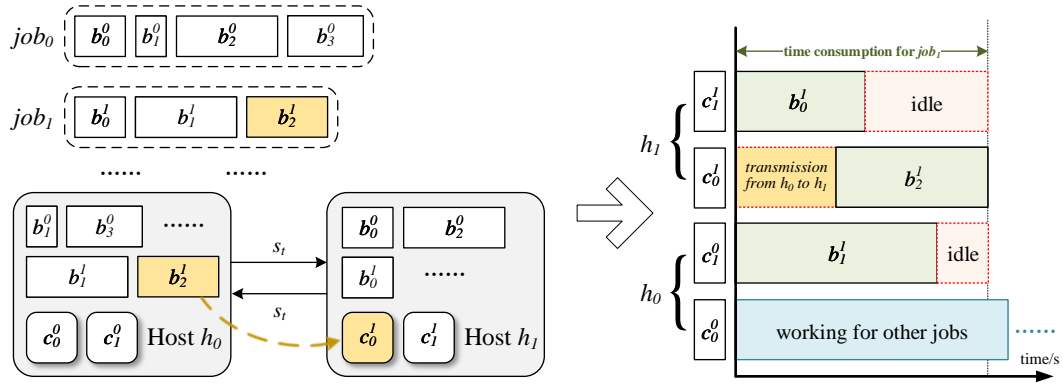 job₀ b₀⁰ b₁⁰ b₂⁰ b₃⁰
job₁ b₀¹ b₁¹ b₂¹
...... ......
b₁⁰ b₃⁰ ......
b₁¹ b₂¹
c₀⁰ c₁⁰ Host h₀
sₜ
sₜ
b₀⁰ b₂⁰
b₀¹ ......
c₀¹ c₁¹ Host h₁
time consumption for job₁
h₁
c₁¹ b₀¹ idle
c₀¹ transmission
from h₀ to h₁ b₂¹
h₀
c₁⁰ b₁¹ idle
c₀⁰ working for other jobs ......
time/s